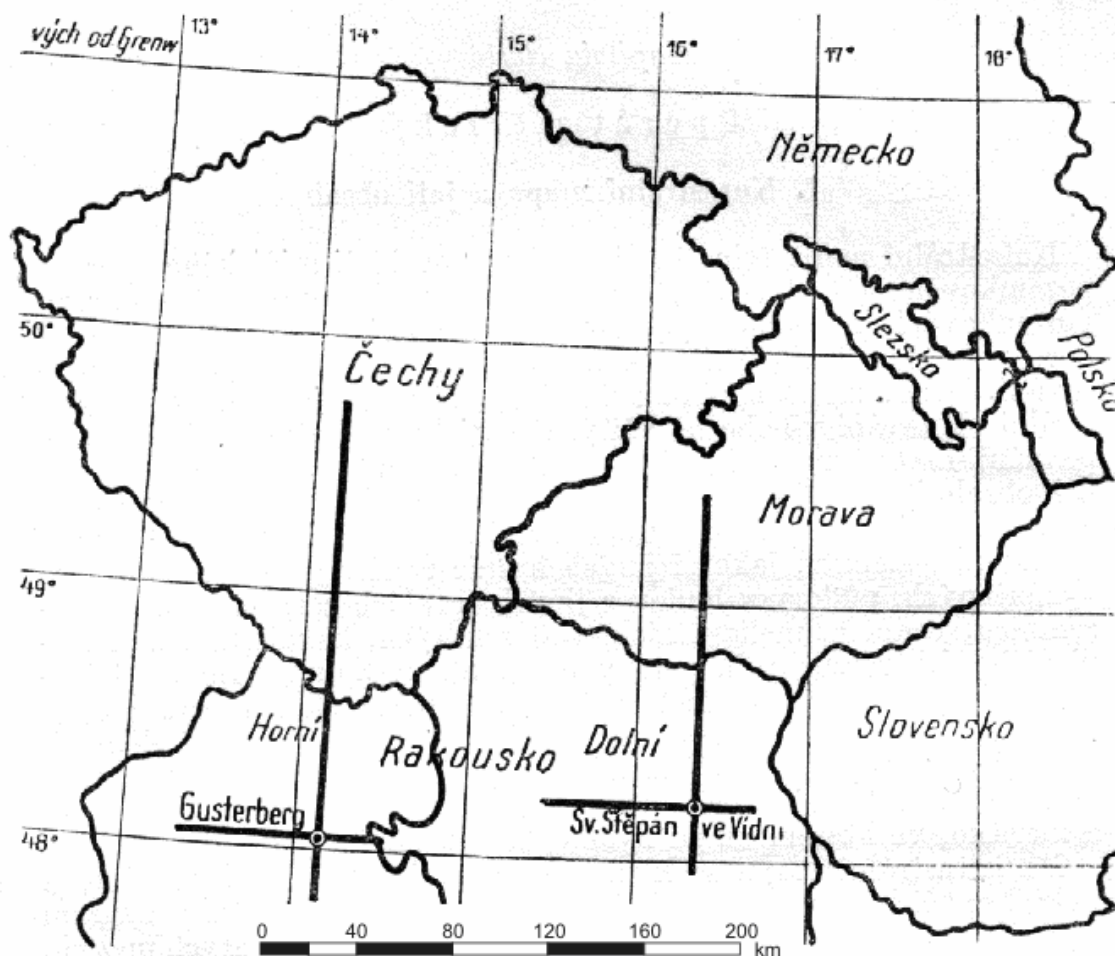 vých od Grenw
13°
14°
15°
16°
17°
18°
Německo
50°
Čechy
Slezsko
Polsko
Morava
49°
Horní
Rakousko
Dolní
Slovensko
Gusterberg
Sv. Štěpán ve Vídni
48°
0 40 80 120 160 200
km